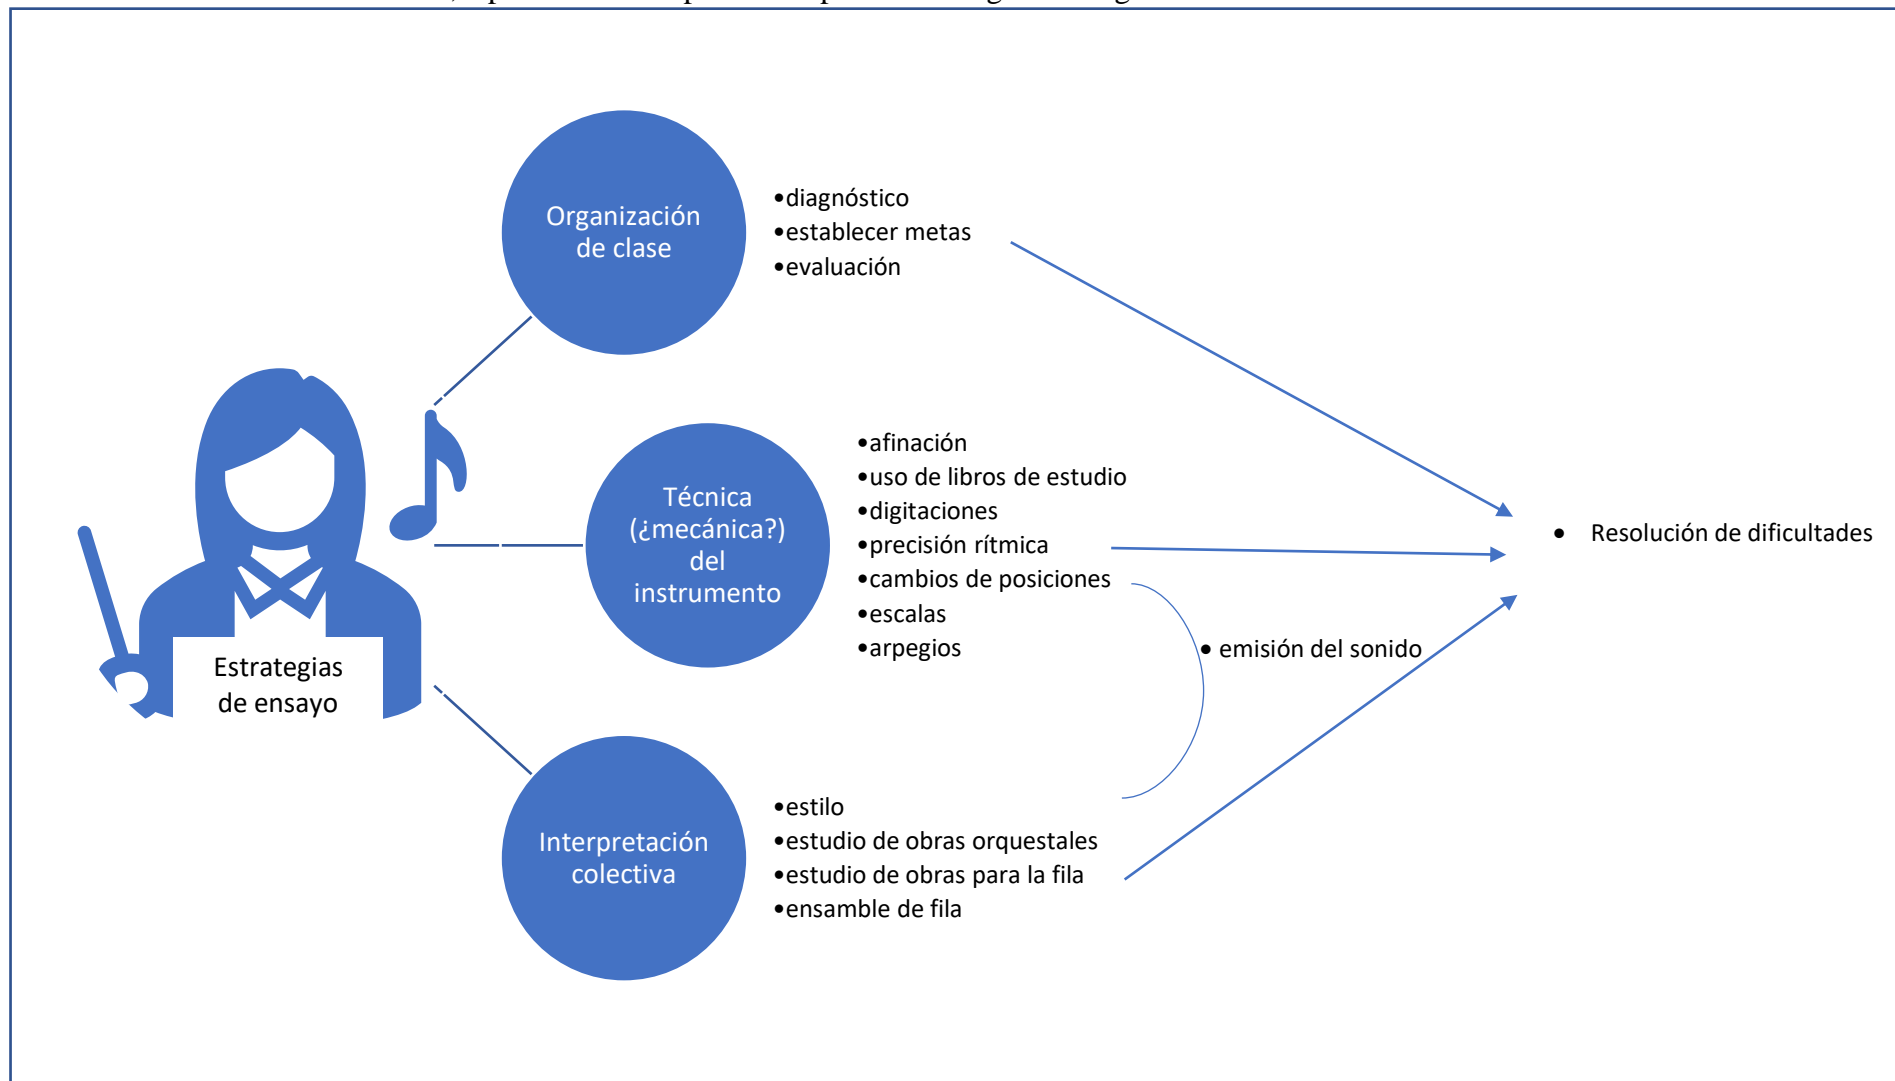 Organización
de clase
•diagnóstico
•establecer metas
•evaluación
Técnica
(¿mecánica?)
del
instrumento
•afinación
•uso de libros de estudio
•digitaciones
•precisión rítmica
•cambios de posiciones
•escalas
•arpegios
• Resolución de dificultades
• emisión del sonido
Estrategias
de ensayo
Interpretación
colectiva
•estilo
•estudio de obras orquestales
•estudio de obras para la fila
•ensamble de fila